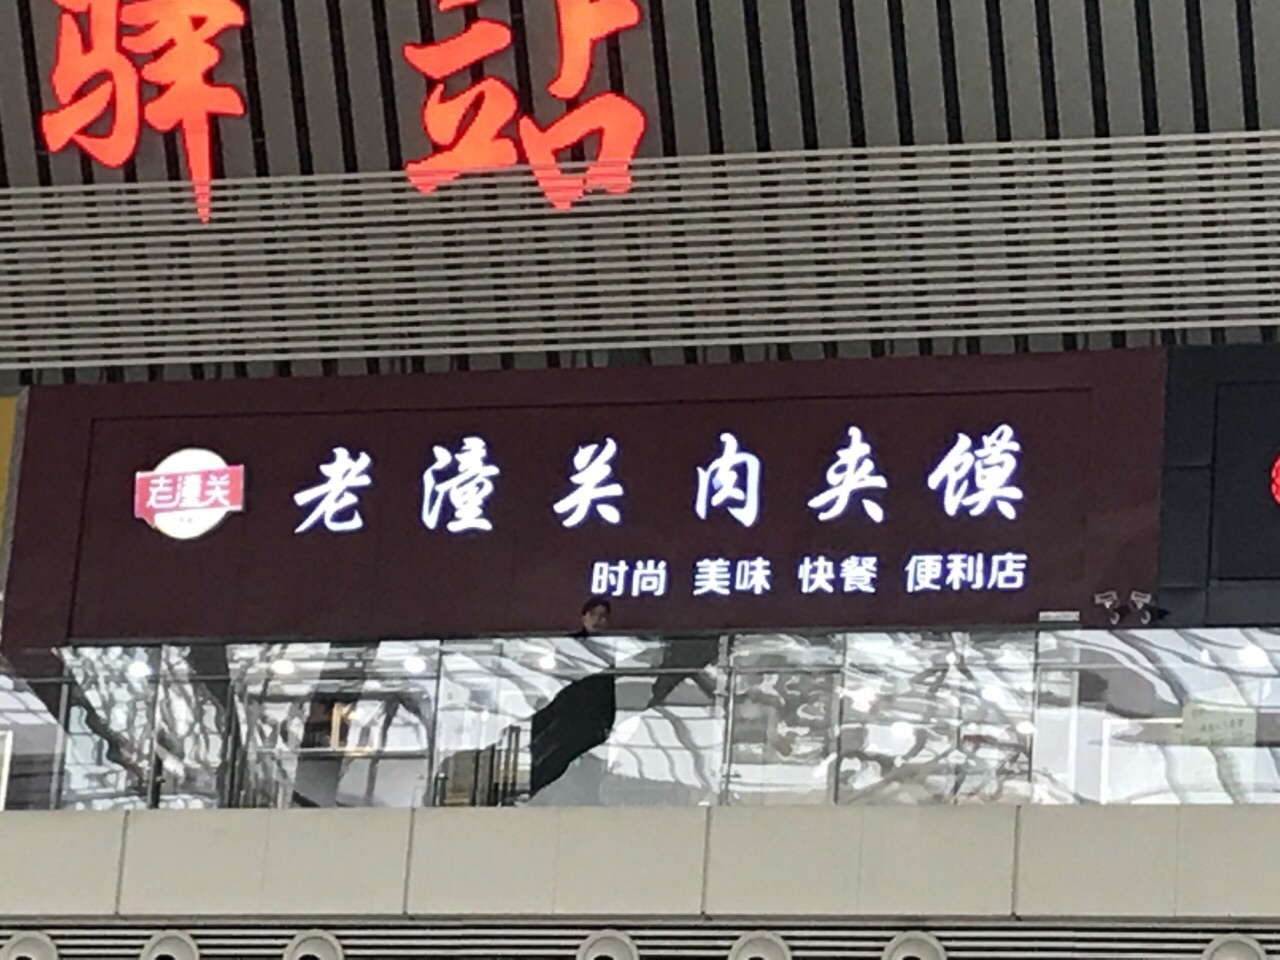 驿站
老潼关
老潼关肉夹馍
时尚 美味 快餐 便利店